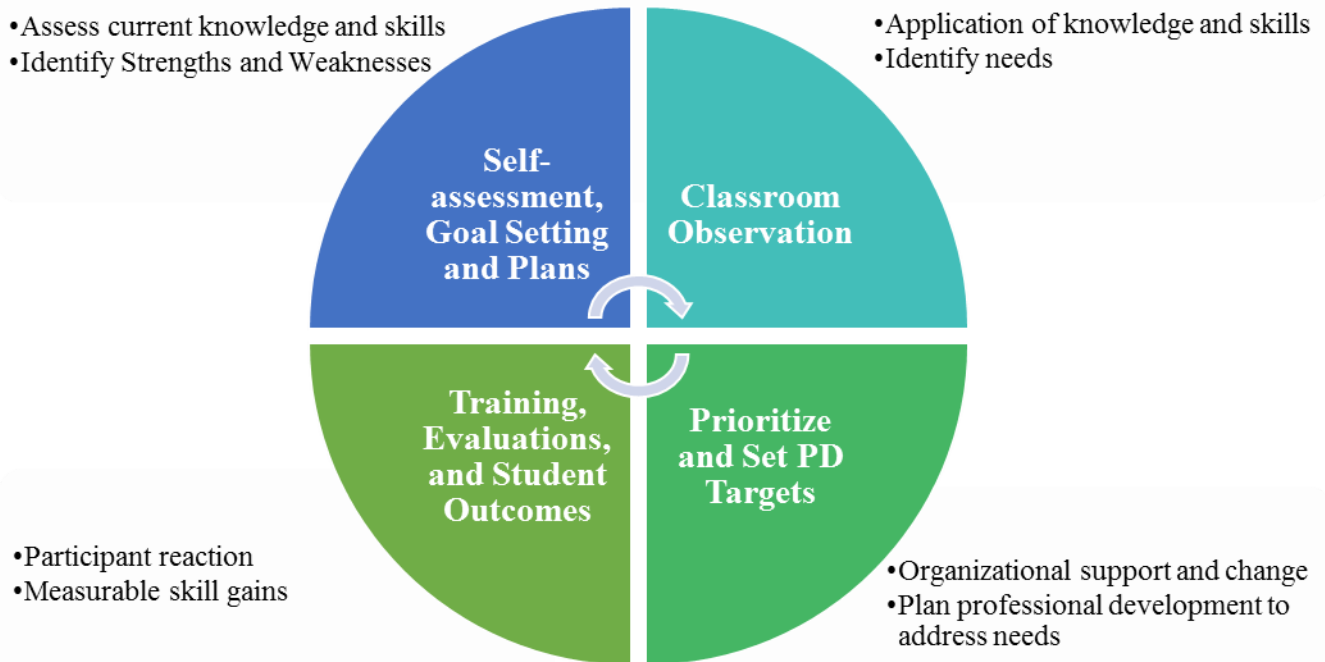 •Assess current knowledge and skills
•Identify Strengths and Weaknesses
•Application of knowledge and skills
•Identify needs
Self-
assessment,
Goal Setting
and Plans
Classroom
Observation
Training,
Evaluations,
and Student
Outcomes
Prioritize
and Set PD
Targets
•Participant reaction
•Measurable skill gains
•Organizational support and change
•Plan professional development to
address needs